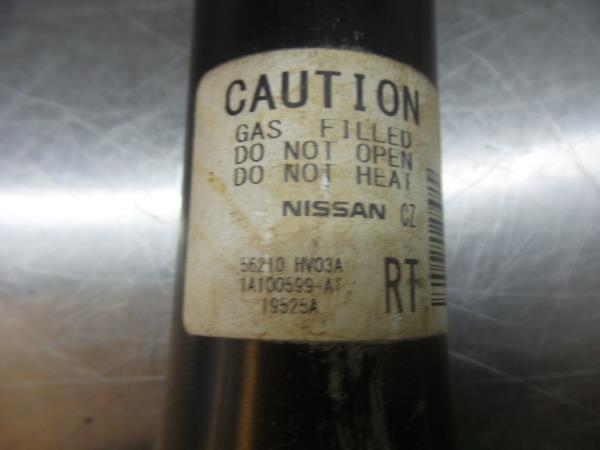 CAUTION
GAS FILLED
DO NOT OPEN
DO NOT HEAT
NISSAN CZ
56210 HV03A
1A100599-AT
19525A
RT